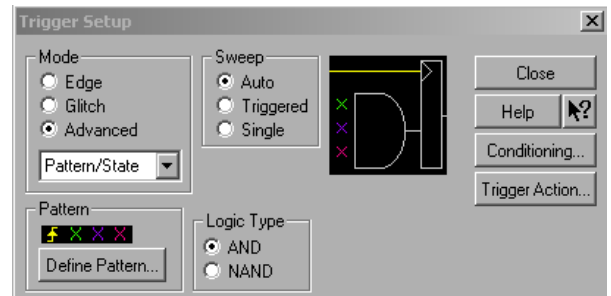 Trigger Setup
Mode
Edge
Glitch
Advanced
Pattern/State
Sweep
Auto
Triggered
Single
Close
Help
Conditioning...
Trigger Action...
Pattern
X X X
Define Pattern...
Logic Type
AND
NAND